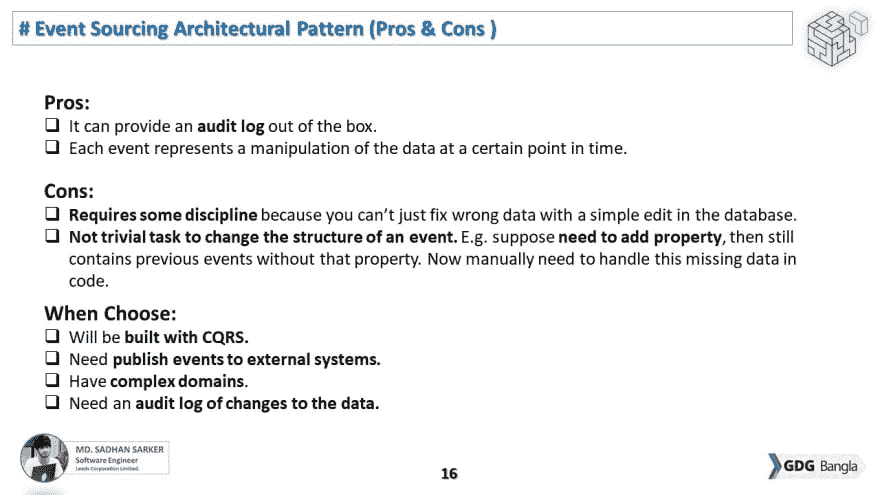 # Event Sourcing Architectural Pattern (Pros & Cons )
Pros:
It can provide an audit log out of the box.
Each event represents a manipulation of the data at a certain point in time.
Cons:
Requires some discipline because you can’t just fix wrong data with a simple edit in the database.
Not trivial task to change the structure of an event. E.g. suppose need to add property, then still
contains previous events without that property. Now manually need to handle this missing data in
code.
When Choose:
Will be built with CQRS.
Need publish events to external systems.
Have complex domains.
Need an audit log of changes to the data.
MD. SADHAN SARKER
Software Engineer
Leads Corporation Limited.
16
GDG Bangla